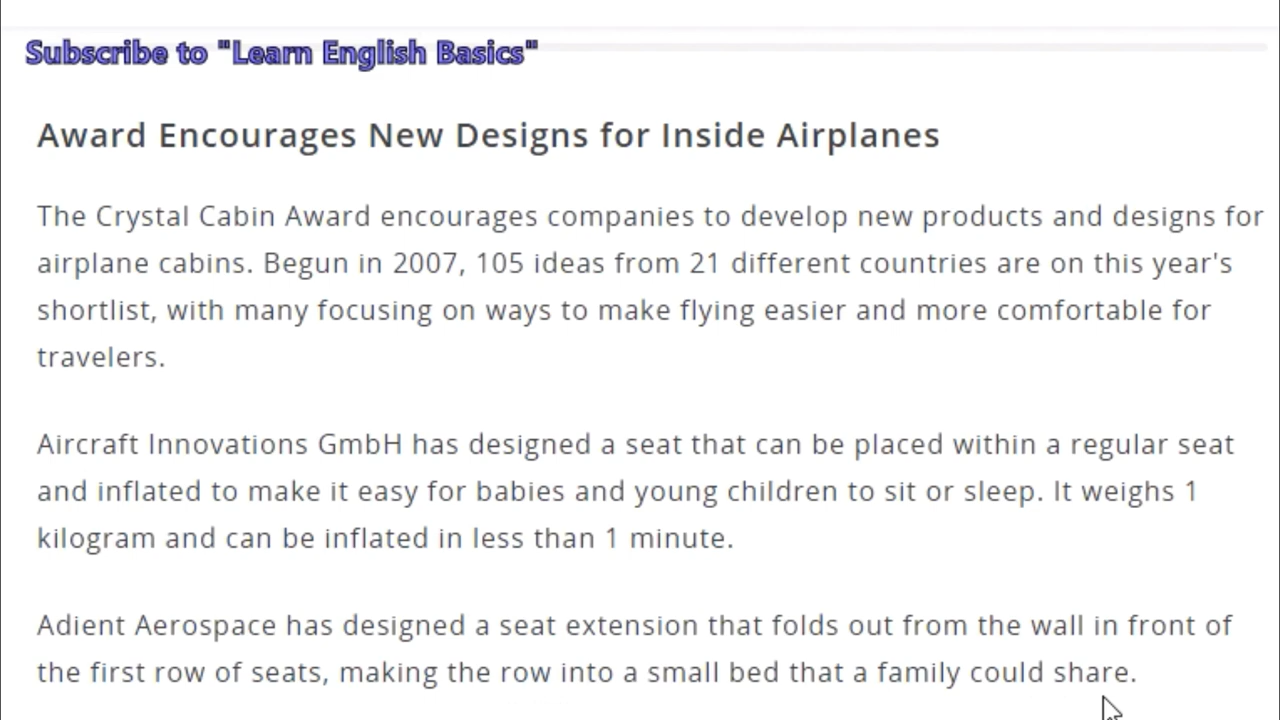 Subscribe to "Learn English Basics"
Award Encourages New Designs for Inside Airplanes
The Crystal Cabin Award encourages companies to develop new products and designs for
airplane cabins. Begun in 2007, 105 ideas from 21 different countries are on this year's
shortlist, with many focusing on ways to make flying easier and more comfortable for
travelers.
Aircraft Innovations GmbH has designed a seat that can be placed within a regular seat
and inflated to make it easy for babies and young children to sit or sleep. It weighs 1
kilogram and can be inflated in less than 1 minute.
Adient Aerospace has designed a seat extension that folds out from the wall in front of
the first row of seats, making the row into a small bed that a family could share.